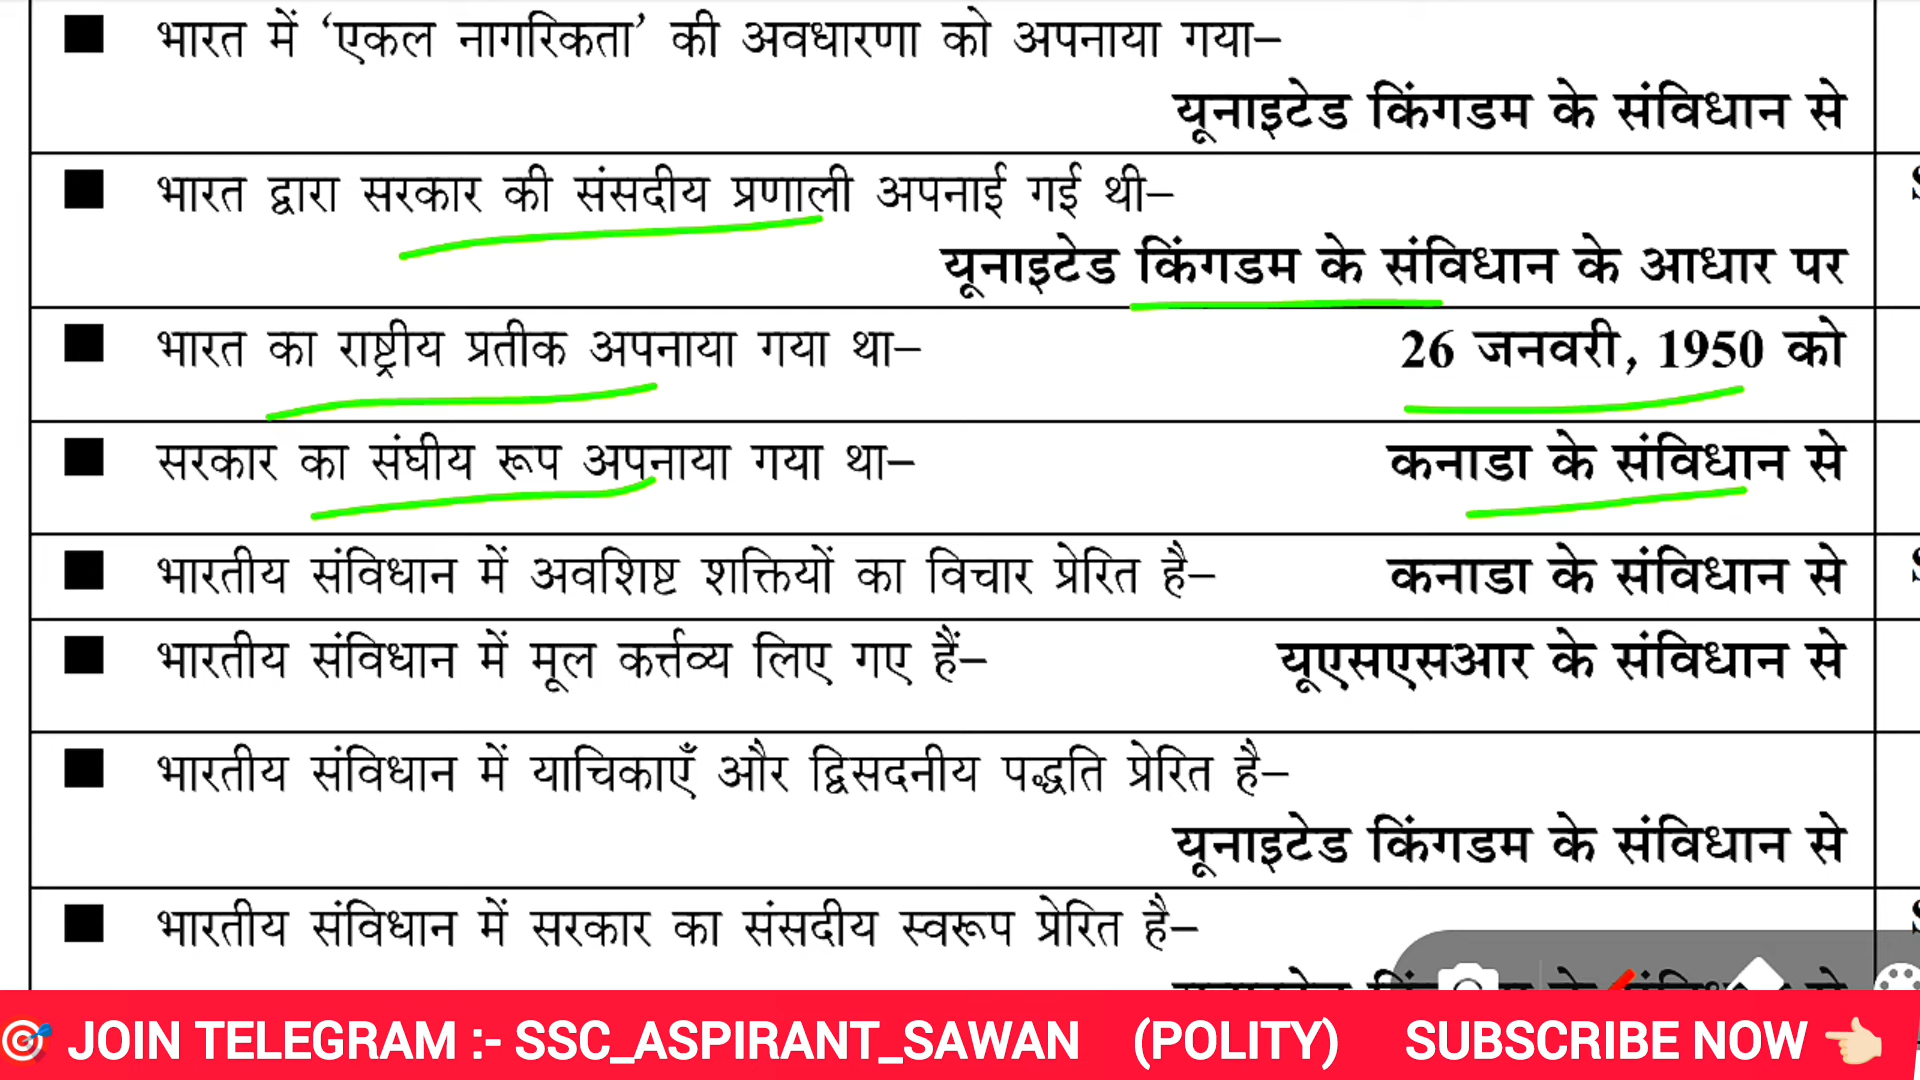 ■ भारत में ‘एकल नागरिकता’ की अवधारणा को अपनाया गया–
यूनाइटेड किंगडम के संविधान से
■ भारत द्वारा सरकार की संसदीय प्रणाली अपनाई गई थी–
यूनाइटेड किंगडम के संविधान के आधार पर
■ भारत का राष्ट्रीय प्रतीक अपनाया गया था– 26 जनवरी, 1950 को
■ सरकार का संघीय रूप अपनाया गया था– कनाडा के संविधान से
■ भारतीय संविधान में अवशिष्ट शक्तियों का विचार प्रेरित है– कनाडा के संविधान से
■ भारतीय संविधान में मूल कर्त्तव्य लिए गए हैं– यूएसएसआर के संविधान से
■ भारतीय संविधान में याचिकाएँ और द्विसदनीय पद्धति प्रेरित है–
यूनाइटेड किंगडम के संविधान से
■ भारतीय संविधान में सरकार का संसदीय स्वरूप प्रेरित है–
JOIN TELEGRAM :- SSC_ASPIRANT_SAWAN (POLITY) SUBSCRIBE NOW